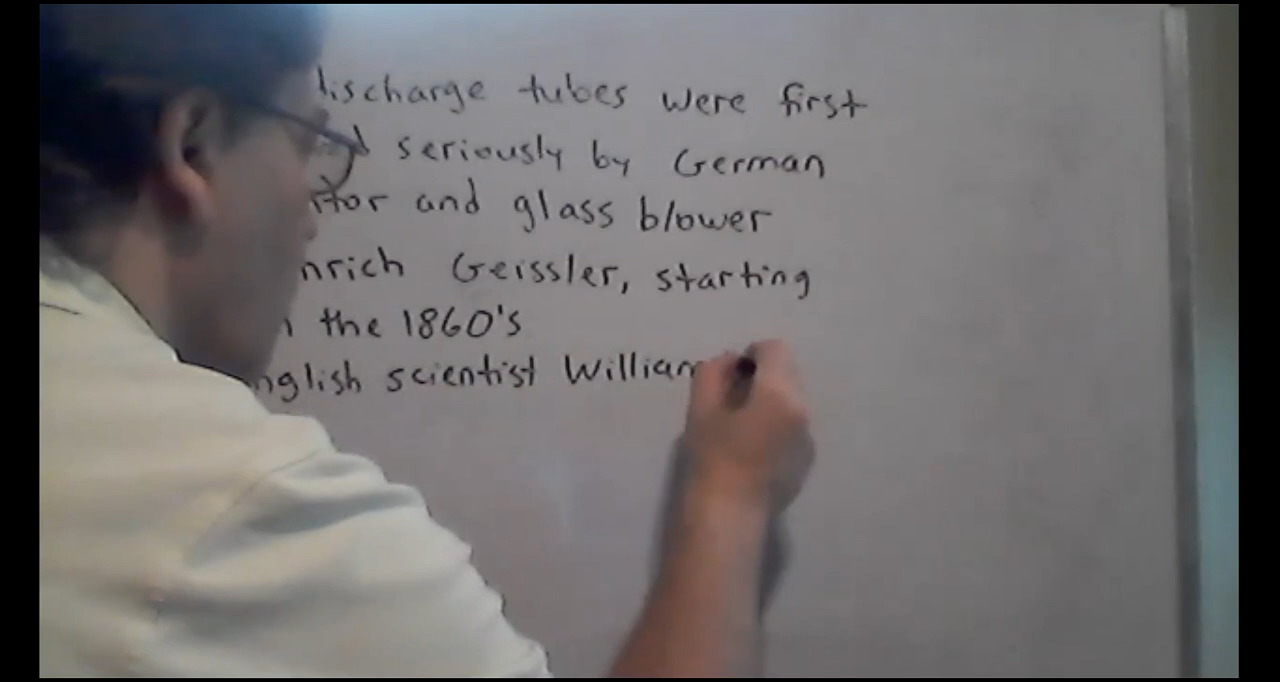 discharge tubes were first
seriously by German
and glass blower
Geissler, starting
the 1860's
scientist William